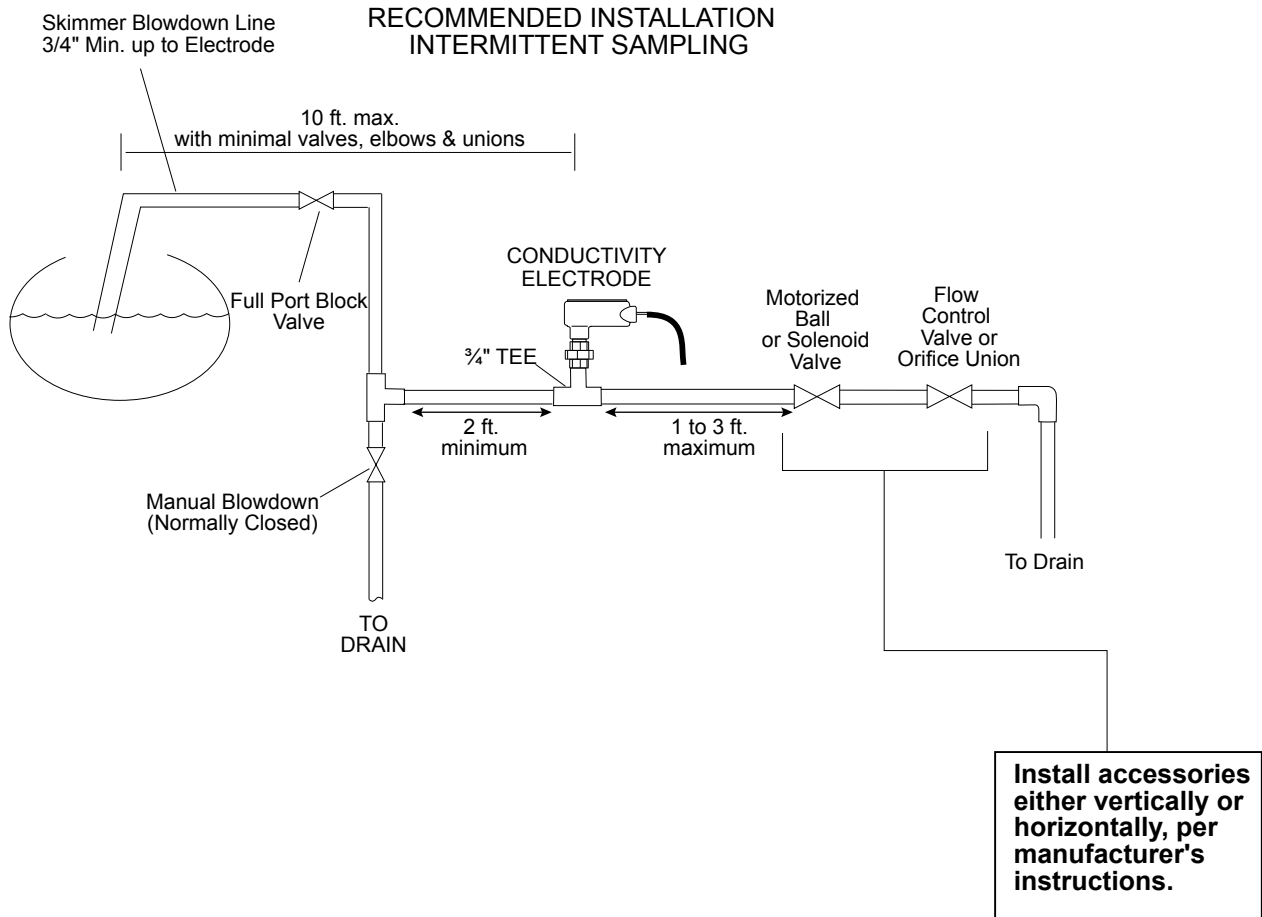 Skimmer Blowdown Line
3/4" Min. up to Electrode
RECOMMENDED INSTALLATION
INTERMITTENT SAMPLING
10 ft. max.
with minimal valves, elbows & unions
Full Port Block
Valve
CONDUCTIVITY
ELECTRODE
¾" TEE
Motorized
Ball
or Solenoid
Valve
Flow
Control
Valve or
Orifice Union
2 ft.
minimum
1 to 3 ft.
maximum
Manual Blowdown
(Normally Closed)
TO
DRAIN
To Drain
Install accessories
either vertically or
horizontally, per
manufacturer's
instructions.